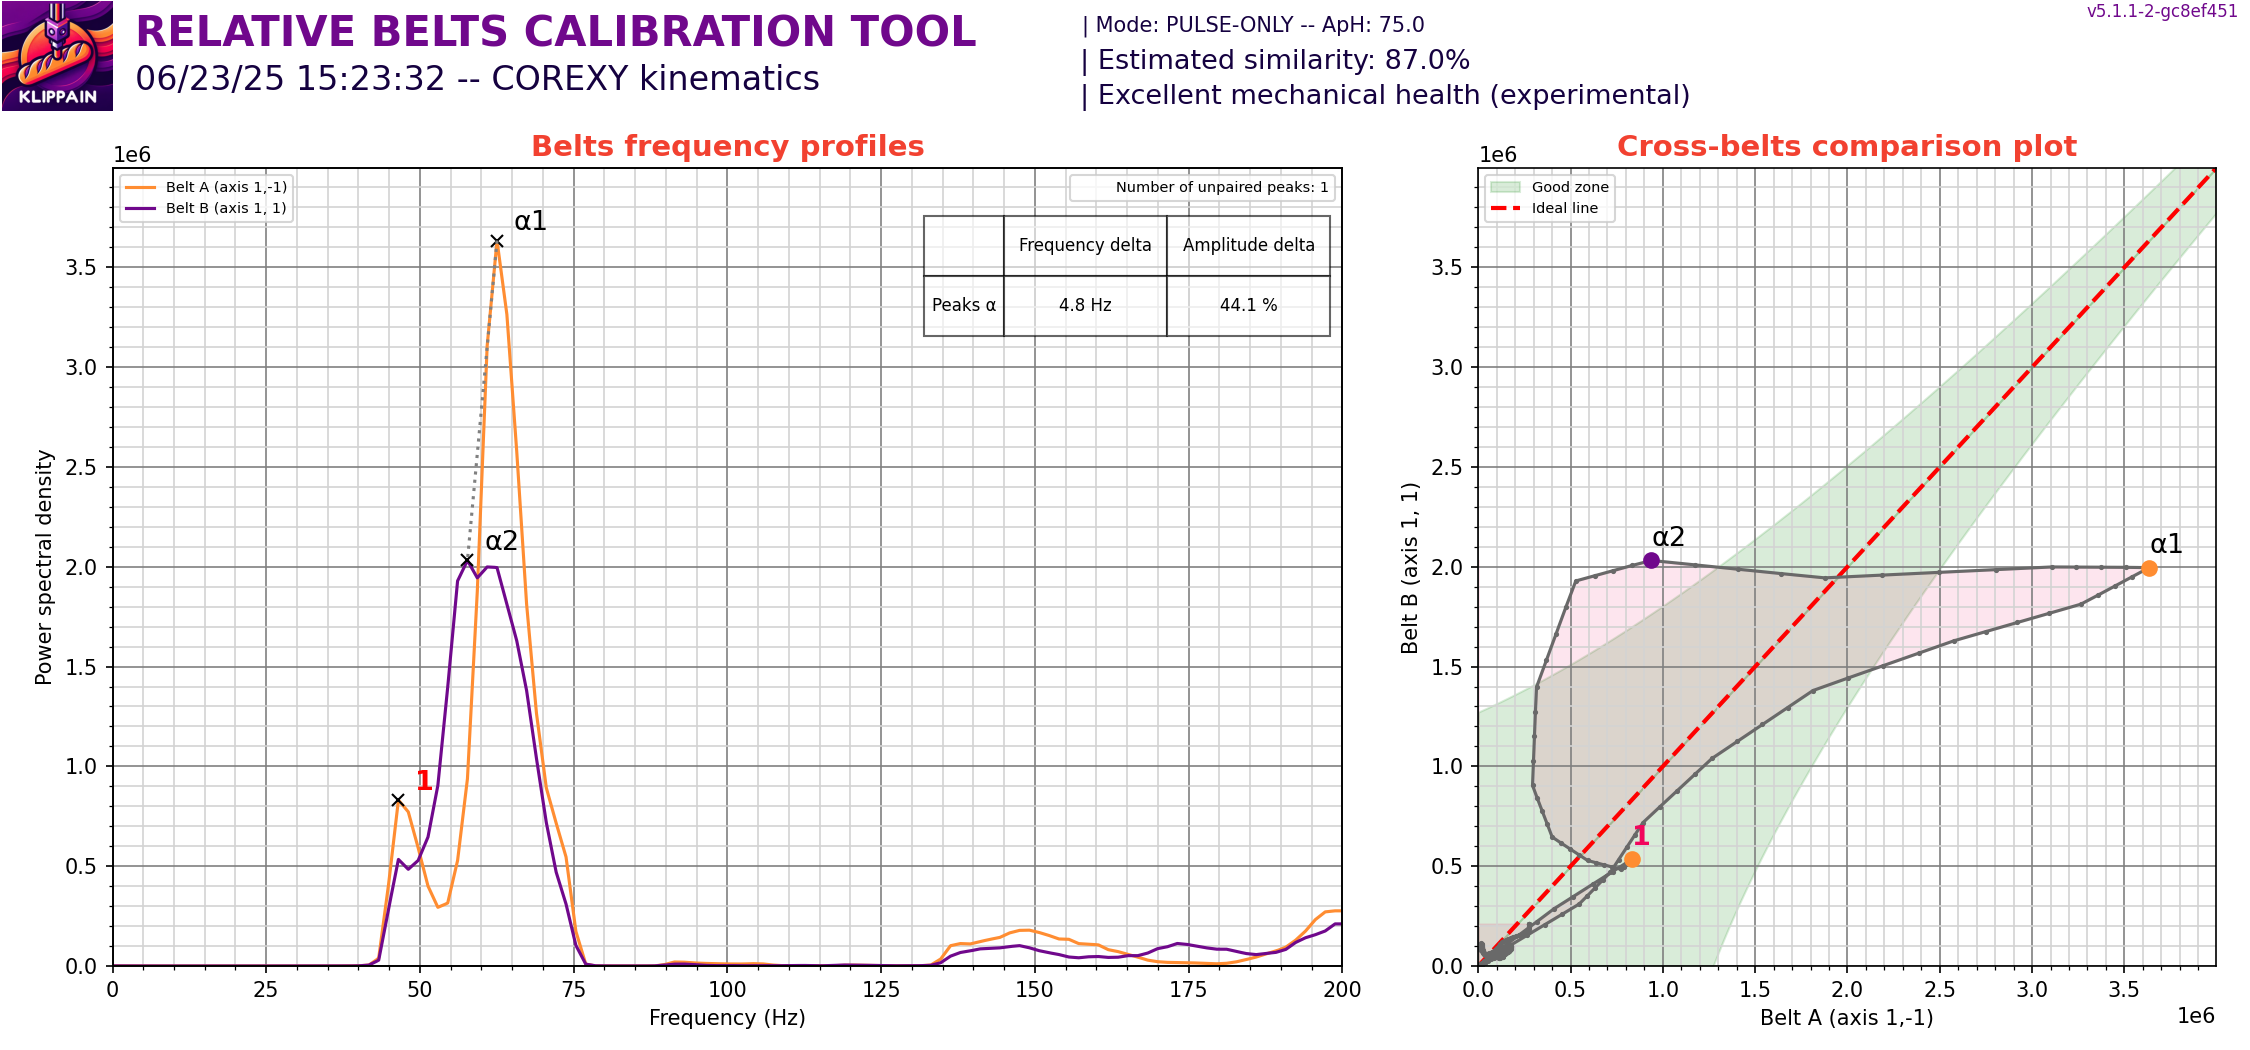 KLIPPAIN
RELATIVE BELTS CALIBRATION TOOL
06/23/25 15:23:32 -- COREXY kinematics
| Mode: PULSE-ONLY -- ApH: 75.0
| Estimated similarity: 87.0%
| Excellent mechanical health (experimental)
v5.1.1-2-gc8ef451
Belts frequency profiles
1e6
Belt A (axis 1,-1)
Belt B (axis 1, 1)
Number of unpaired peaks: 1
Frequency delta Amplitude delta
Peaks α 4.8 Hz 44.1 %
α1
α2
1
3.5
3.0
2.5
2.0
1.5
1.0
0.5
0.0
0 25 50 75 100 125 150 175 200
Power spectral density
Frequency (Hz)
Cross-belts comparison plot
1e6
Good zone
Ideal line
α2
α1
1
3.5
3.0
2.5
2.0
1.5
1.0
0.5
0.0
0.0 0.5 1.0 1.5 2.0 2.5 3.0 3.5
Belt B (axis 1, 1)
Belt A (axis 1,-1)
1e6